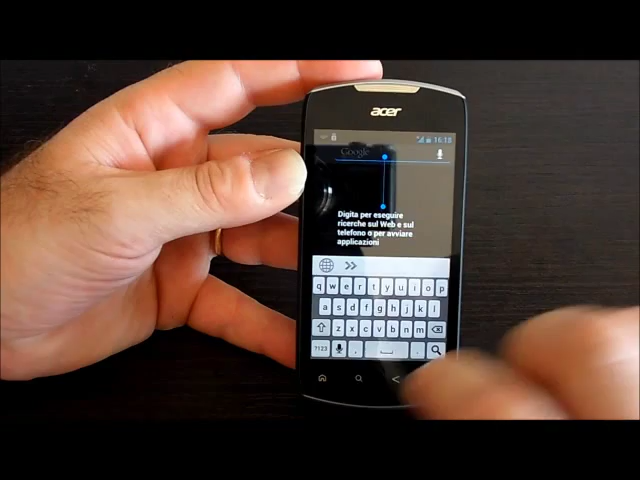 acer
16:18
Google
Digita per eseguire
ricerche sul Web e sul
telefono o per avviare
applicazioni
q w e r t y u i o p
a s d f g h j k l
z x c v b n m
?123 , .